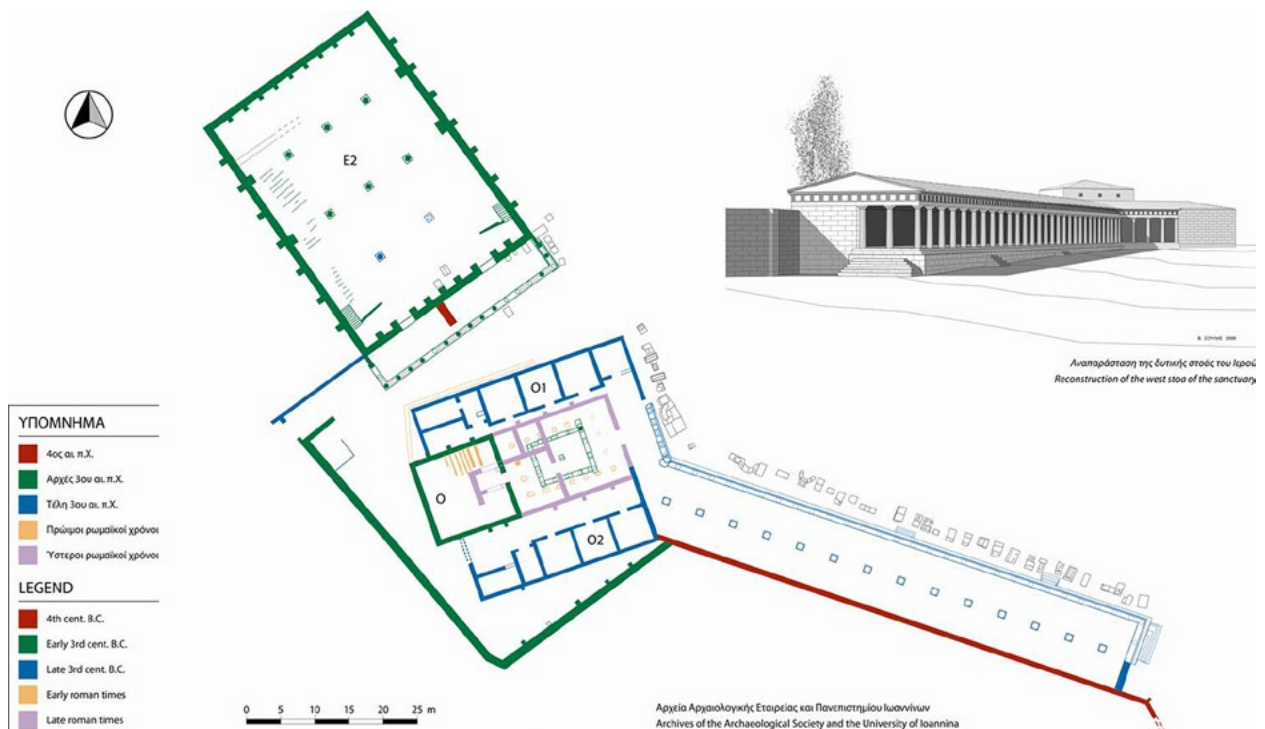 E2
Β. ΣΟΥΛΗΣ 2008
Αναπαράσταση της δυτικής στοάς του Ιερού
Reconstruction of the west stoa of the sanctuary
O1
O
O2
ΥΠΟΜΝΗΜΑ
4ος αι. π.Χ.
Αρχές 3ου αι. π.Χ.
Τέλη 3ου αι. π.Χ.
Πρώιμοι ρωμαϊκοί χρόνοι
Ύστεροι ρωμαϊκοί χρόνοι
LEGEND
4th cent. B.C.
Early 3rd cent. B.C.
Late 3rd cent. B.C.
Early roman times
Late roman times
0 5 10 15 20 25 m
Αρχεία Αρχαιολογικής Εταιρείας και Πανεπιστημίου Ιωαννίνων
Archives of the Archaeological Society and the University of Ioannina